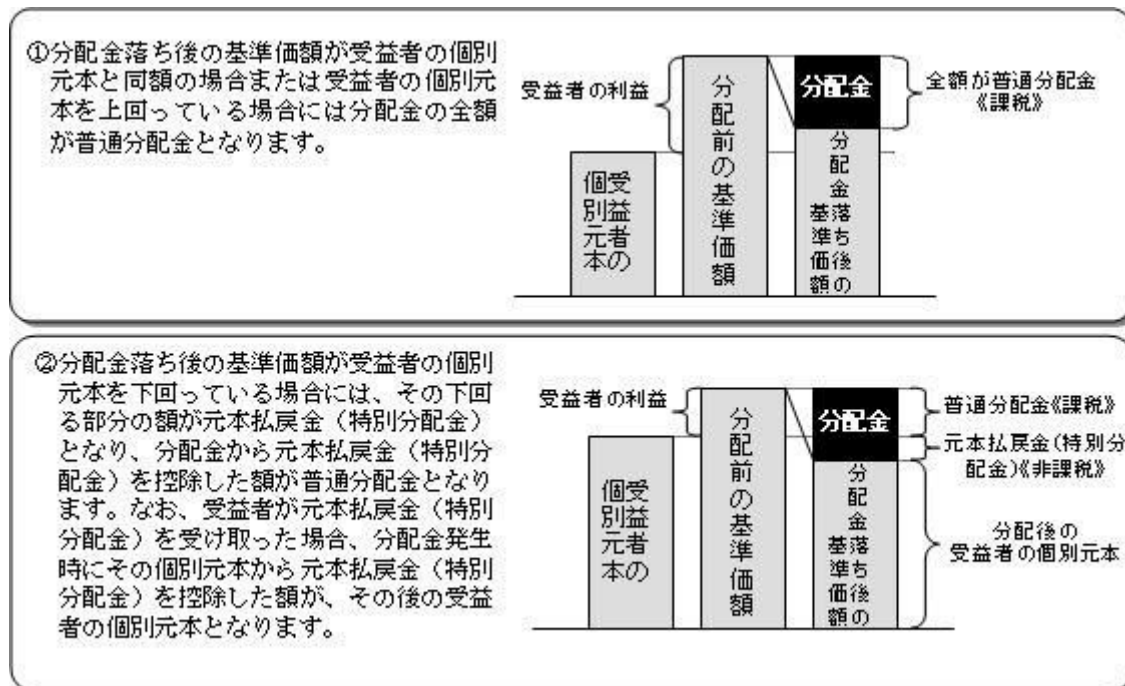 ①分配金落ち後の基準価額が受益者の個別
元本と同額の場合または受益者の個別元
本を上回っている場合には分配金の全額
が普通分配金となります。
受益者の利益
受益者の
個別元本
分配前の基準価額
分配金
分配金落ち後の
基準価額
全額が普通分配金
《課税》
②分配金落ち後の基準価額が受益者の個別
元本を下回っている場合には、その下回
る部分の額が元本払戻金（特別分配金）
となり、分配金から元本払戻金（特別分
配金）を控除した額が普通分配金となり
ます。なお、受益者が元本払戻金（特別
分配金）を受け取った場合、分配金発生
時にその個別元本から元本払戻金（特別
分配金）を控除した額が、その後の受益
者の個別元本となります。
受益者の利益
受益者の
個別元本
分配前の基準価額
分配金
分配金落ち後の
基準価額
普通分配金《課税》
元本払戻金（特別分
配金）《非課税》
分配後の
受益者の個別元本